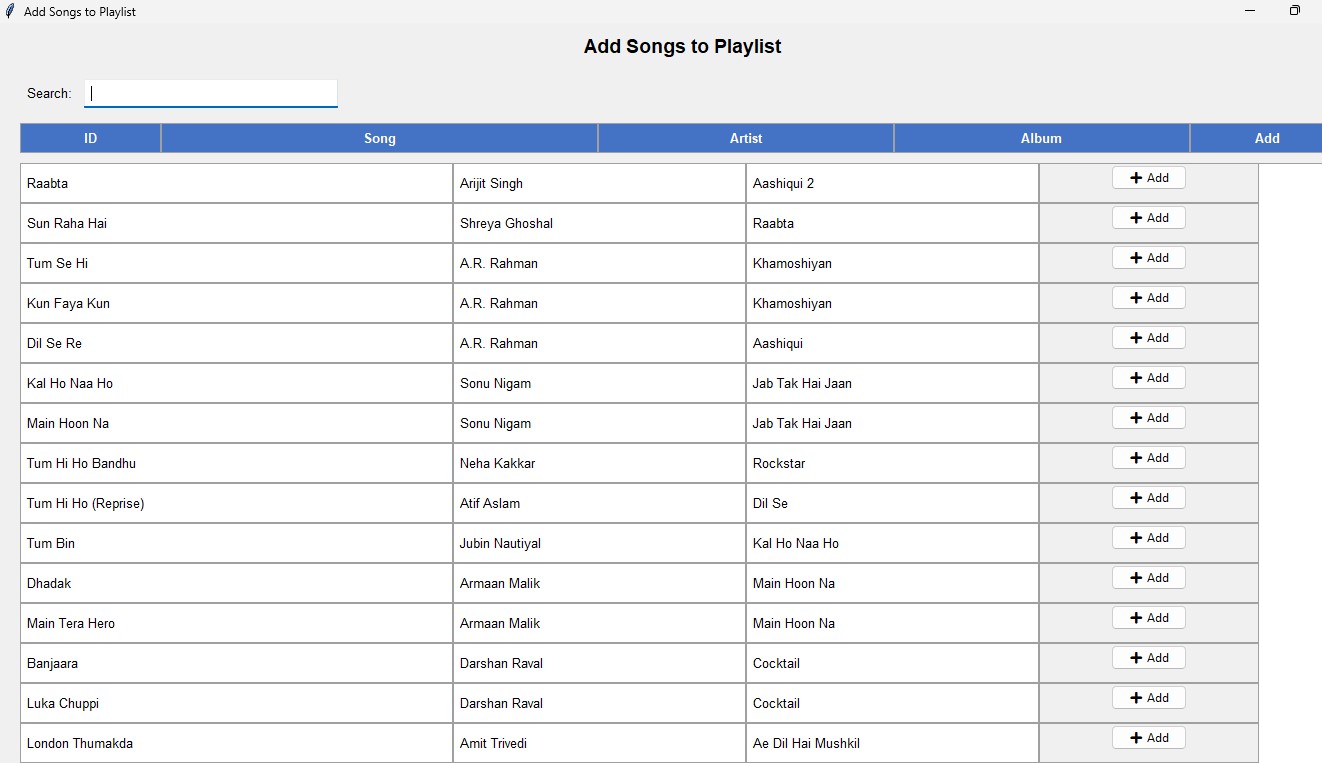 Add Songs to Playlist
Add Songs to Playlist
Search:
ID Song Artist Album Add
Raabta Arijit Singh Aashiqui 2 + Add
Sun Raha Hai Shreya Ghoshal Raabta + Add
Tum Se Hi A.R. Rahman Khamoshiyan + Add
Kun Faya Kun A.R. Rahman Khamoshiyan + Add
Dil Se Re A.R. Rahman Aashiqui + Add
Kal Ho Naa Ho Sonu Nigam Jab Tak Hai Jaan + Add
Main Hoon Na Sonu Nigam Jab Tak Hai Jaan + Add
Tum Hi Ho Bandhu Neha Kakkar Rockstar + Add
Tum Hi Ho (Reprise) Atif Aslam Dil Se + Add
Tum Bin Jubin Nautiyal Kal Ho Naa Ho + Add
Dhadak Armaan Malik Main Hoon Na + Add
Main Tera Hero Armaan Malik Main Hoon Na + Add
Banjaara Darshan Raval Cocktail + Add
Luka Chuppi Darshan Raval Cocktail + Add
London Thumakda Amit Trivedi Ae Dil Hai Mushkil + Add